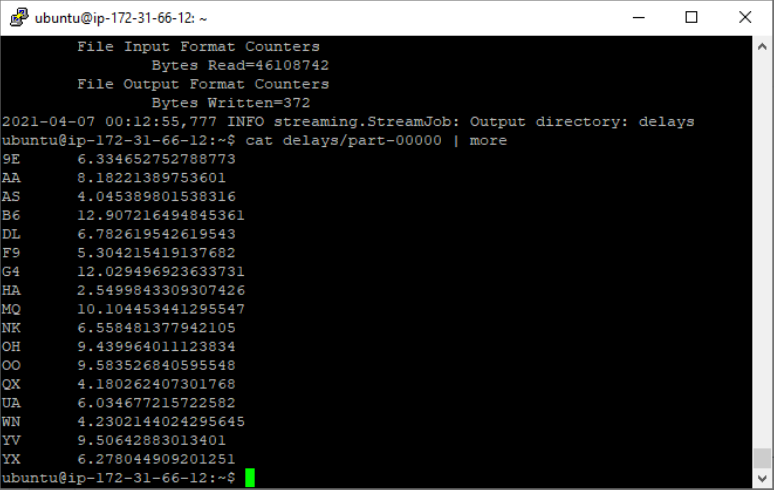 ubuntu@ip-172-31-66-12: ~
File Input Format Counters
Bytes Read=46108742
File Output Format Counters
Bytes Written=372
2021-04-07 00:12:55,777 INFO streaming.StreamJob: Output directory: delays
ubuntu@ip-172-31-66-12:~$ cat delays/part-00000 | more
9E 6.334652752788773
AA 8.18221389753601
AS 4.045389801538316
B6 12.907216494845361
DL 6.782619542619543
F9 5.304215419137682
G4 12.029496923633731
HA 2.5499843309307426
MQ 10.104453441295547
NK 6.558481377942105
OH 9.439964011123834
OO 9.583526840595548
QX 4.180262407301768
UA 6.034677215722582
WN 4.2302144024295645
YV 9.50642883013401
YX 6.278044909201251
ubuntu@ip-172-31-66-12:~$